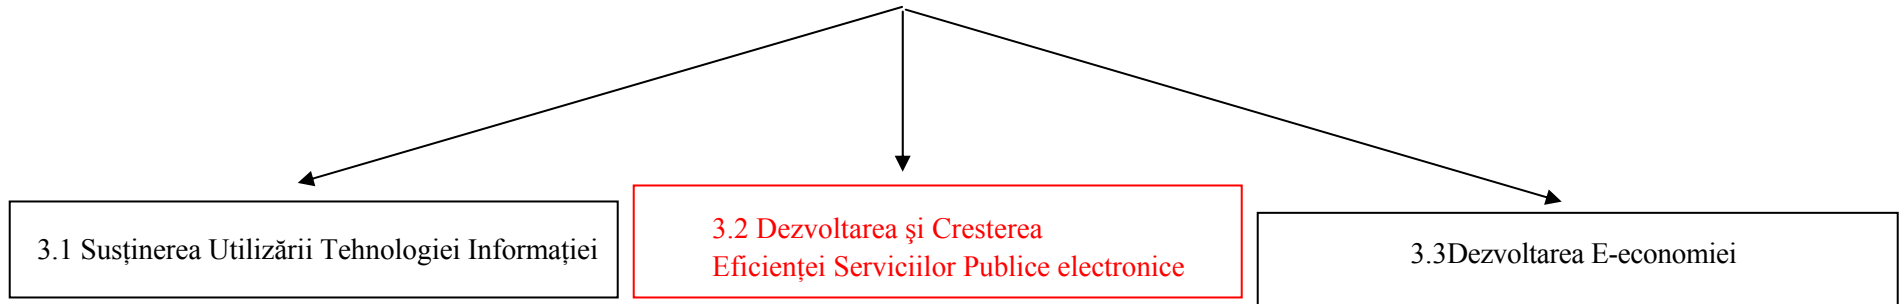 3.1 Susținerea Utilizării Tehnologiei Informației
3.2 Dezvoltarea şi Cresterea
Eficienței Serviciilor Publice electronice
3.3Dezvoltarea E-economiei